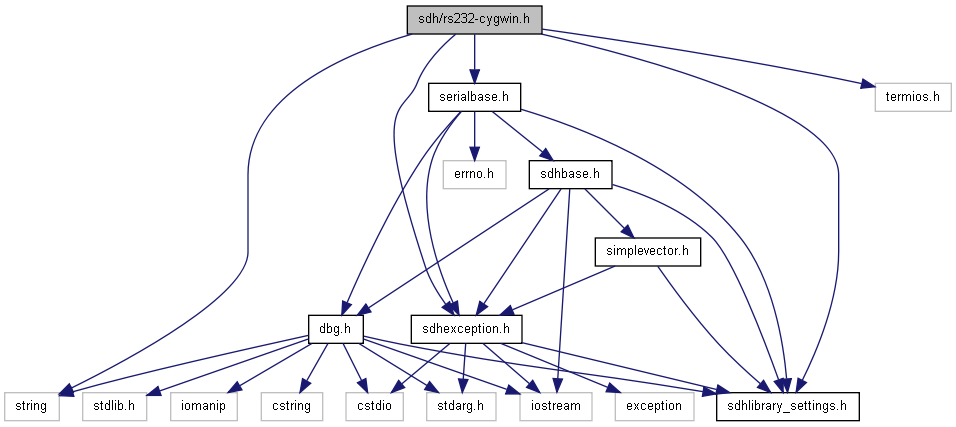 sdh/rs232-cygwin.h
serialbase.h
termios.h
errno.h
sdhbase.h
simplevector.h
dbg.h
sdhexception.h
string
stdlib.h
iomanip
cstring
cstdio
stdarg.h
iostream
exception
sdhlibrary_settings.h